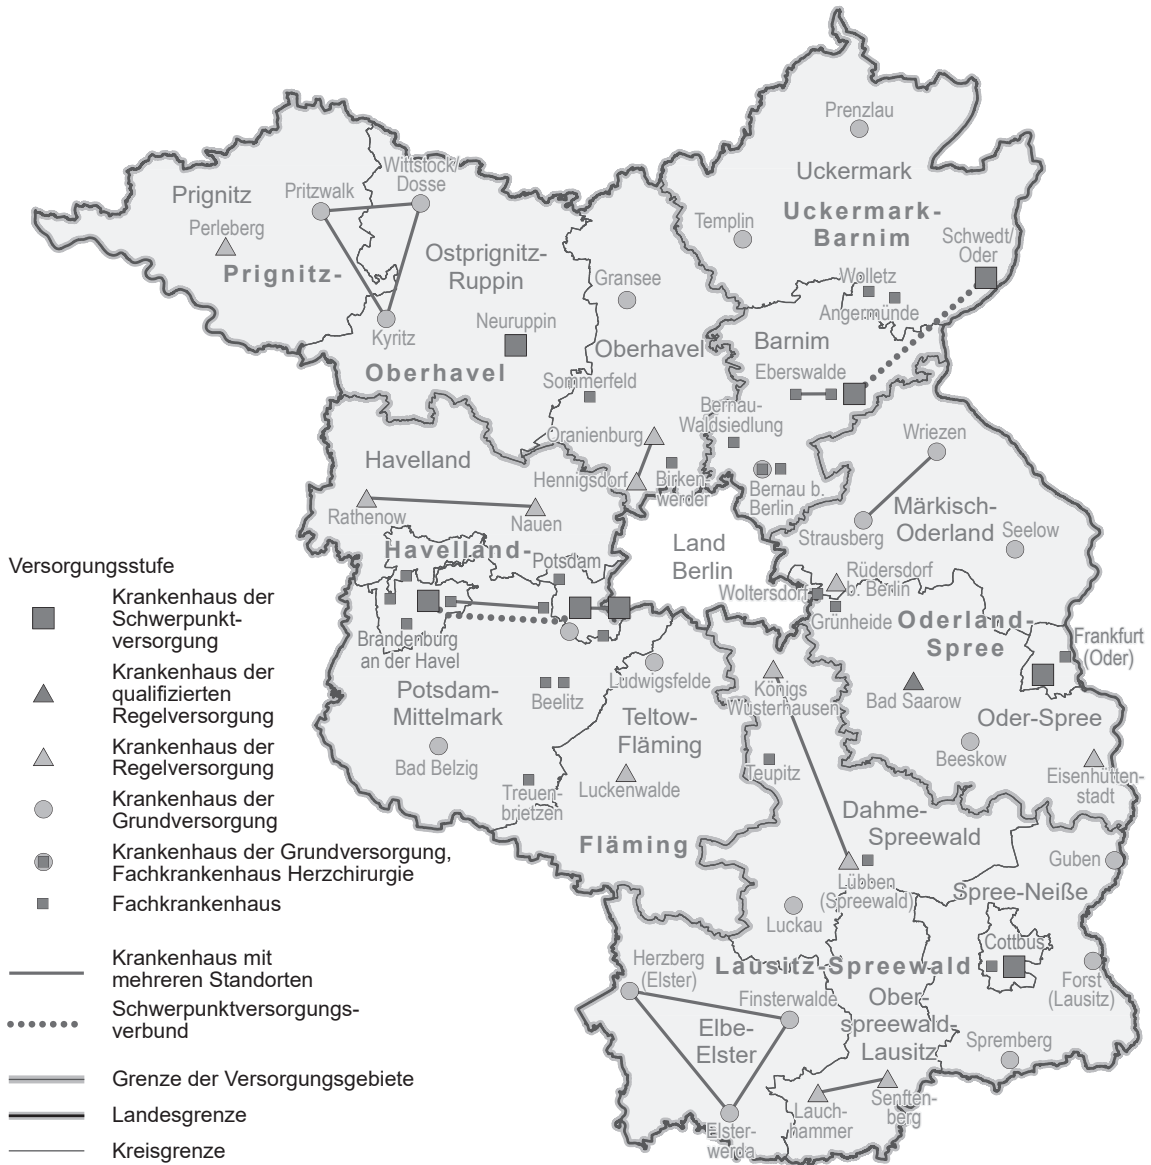 Prenzlau
Uckermark
Uckermark-
Barnim
Templin
Schwedt/
Oder
Wolletz
Angermünde
Wittstock/
Dosse
Prignitz
Pritzwalk
Perleberg
Prignitz-
Ostprignitz-
Ruppin
Gransee
Kyritz
Neuruppin
Oberhavel
Oberhavel
Barnim
Eberswalde
Sommerfeld
Bernau-
Waldsiedlung
Oranienburg
Wriezen
Havelland
Hennigsdorf
Birken-
werder
Bernau b.
Berlin
Rathenow
Nauen
Märkisch-
Oderland
Strausberg
Seelow
Havelland-
Potsdam
Land
Berlin
Rüdersdorf
b. Berlin
Woltersdorf
Grünheide
Oderland-
Spree
Frankfurt
(Oder)
Brandenburg
an der Havel
Ludwigsfelde
Königs
Wusterhausen
Bad Saarow
Potsdam-
Mittelmark
Beelitz
Teltow-
Fläming
Oder-Spree
Bad Belzig
Beeskow
Teupitz
Eisenhütten-
stadt
Luckenwalde
Treuen-
brietzen
Dahme-
Spreewald
Fläming
Guben
Lübben
(Spreewald)
Spree-Neiße
Luckau
Cottbus
Herzberg
(Elster)
Lausitz-Spreewald
Forst
(Lausitz)
Finsterwalde
Ober-
spreewald-
Lausitz
Elbe-
Elster
Spremberg
Lauch-
hammer
Senften-
berg
Elster-
werda
Versorgungsstufe
Krankenhaus der
Schwerpunkt-
versorgung
Krankenhaus der
qualifizierten
Regelversorgung
Krankenhaus der
Regelversorgung
Krankenhaus der
Grundversorgung
Krankenhaus der Grundversorgung,
Fachkrankenhaus Herzchirurgie
Fachkrankenhaus
Krankenhaus mit
mehreren Standorten
Schwerpunktversorgungs-
verbund
Grenze der Versorgungsgebiete
Landesgrenze
Kreisgrenze